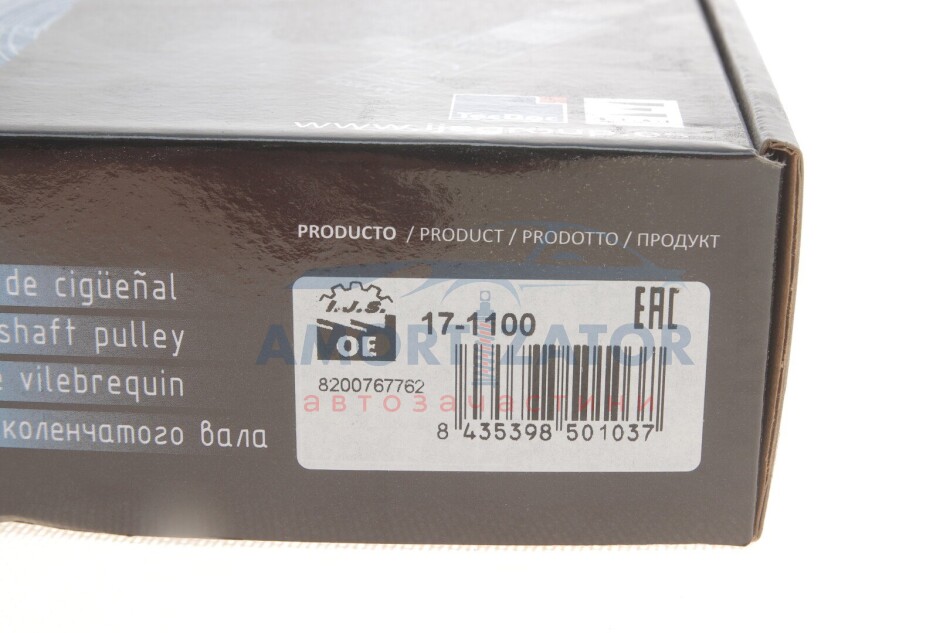 PRODUCTO / PRODUCT / PRODOTTO / ПРОДУКТ
de cigüeñal
shaft pulley
vilebrequin
коленчатого вала
I.J.S.
OE
17-1100
EAC
8200767762
8 435398 501037
AMORTIZATOR
автозапчастини